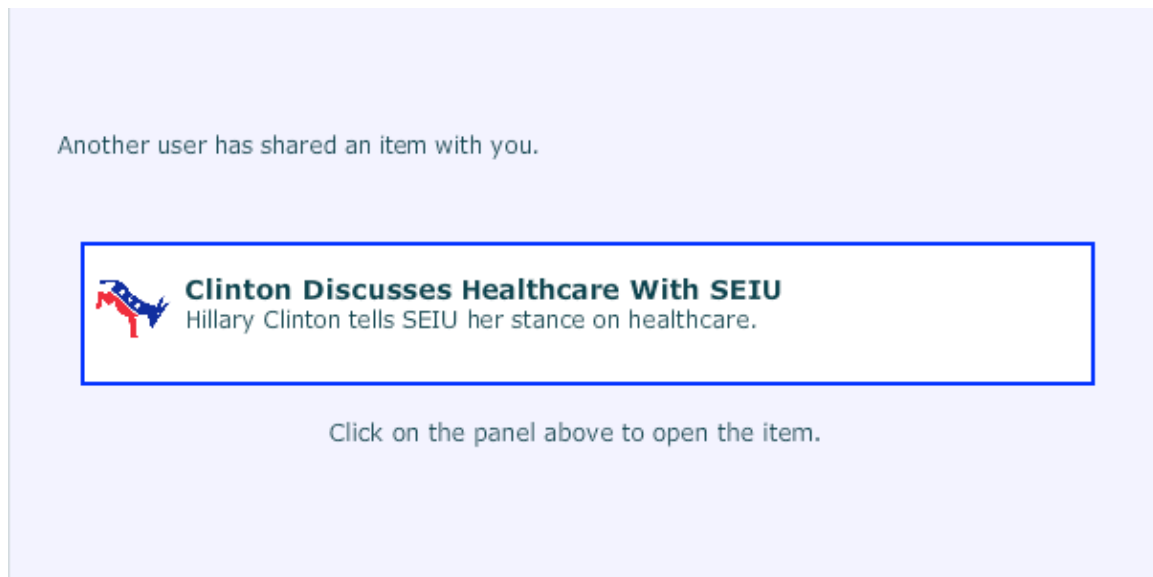 Another user has shared an item with you.
Clinton Discusses Healthcare With SEIU
Hillary Clinton tells SEIU her stance on healthcare.
Click on the panel above to open the item.